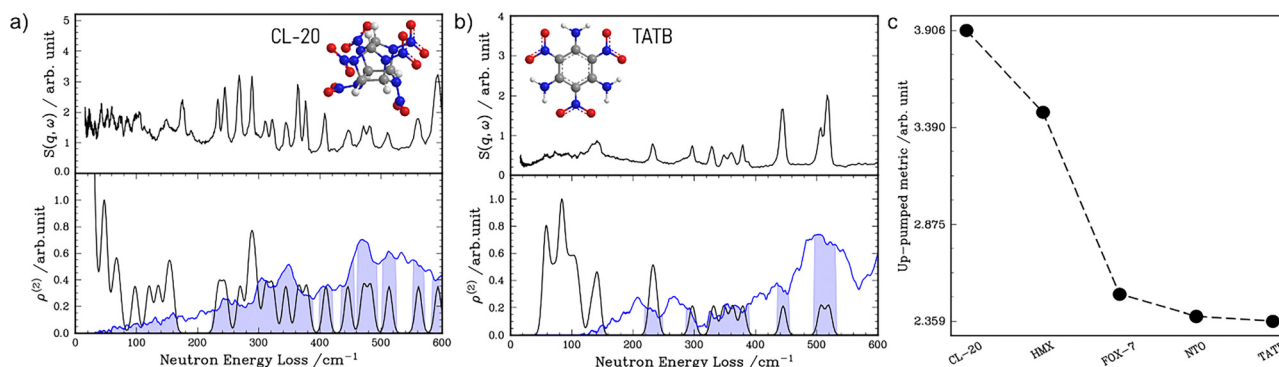 a)
CL-20
S(q, ω) / arb. unit
5
4
3
2
1
0.0
ρ(2) /arb.unit
1.0
0.8
0.6
0.4
0.2
0.0
0
100
200
300
400
500
600
Neutron Energy Loss /cm⁻¹
b)
TATB
S(q, ω) / arb. unit
4
3
2
1
0.0
ρ(2) /arb.unit
1.0
0.8
0.6
0.4
0.2
0.0
0
100
200
300
400
500
600
Neutron Energy Loss /cm⁻¹
c
Up-pumped metric /arb. unit
3.906
3.390
2.875
2.359
CL-20
HMX
FOX-7
NTO
TATB